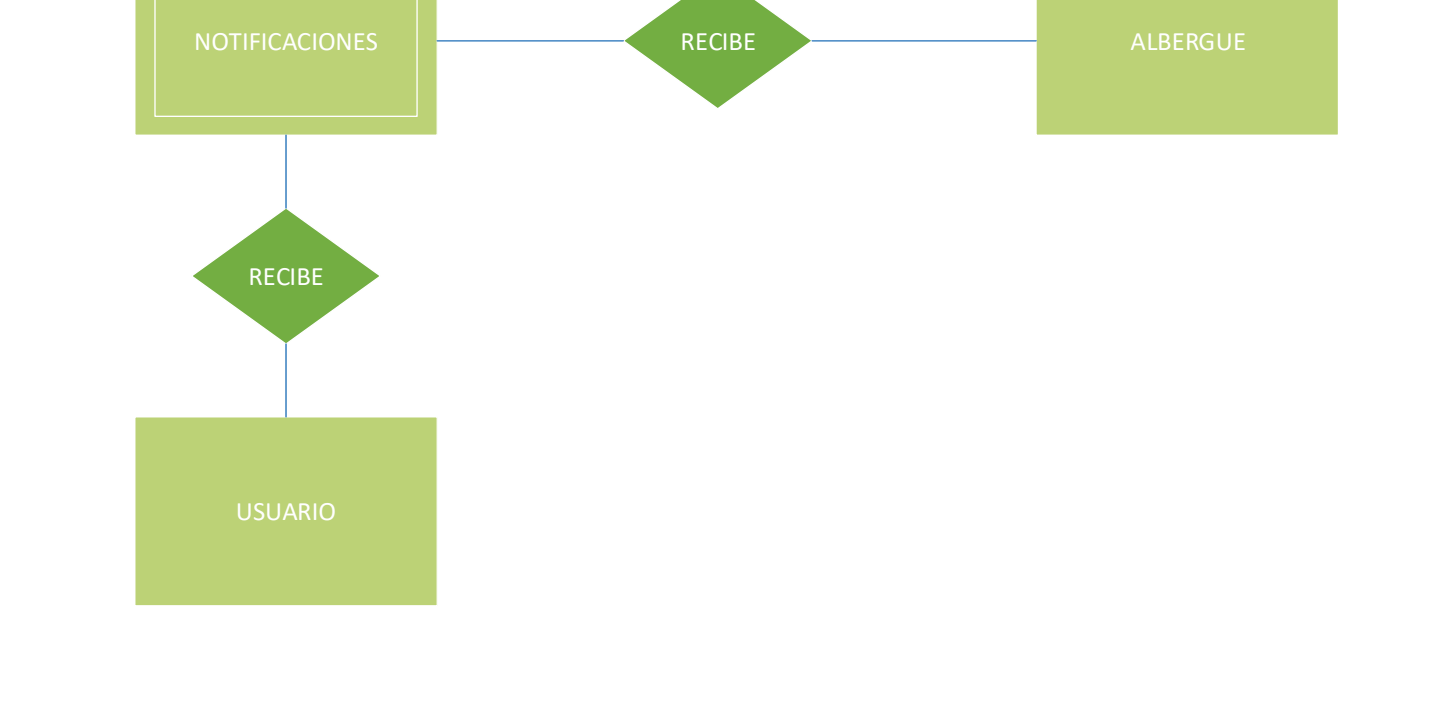 NOTIFICACIONES
RECIBE
ALBERGUE
RECIBE
USUARIO